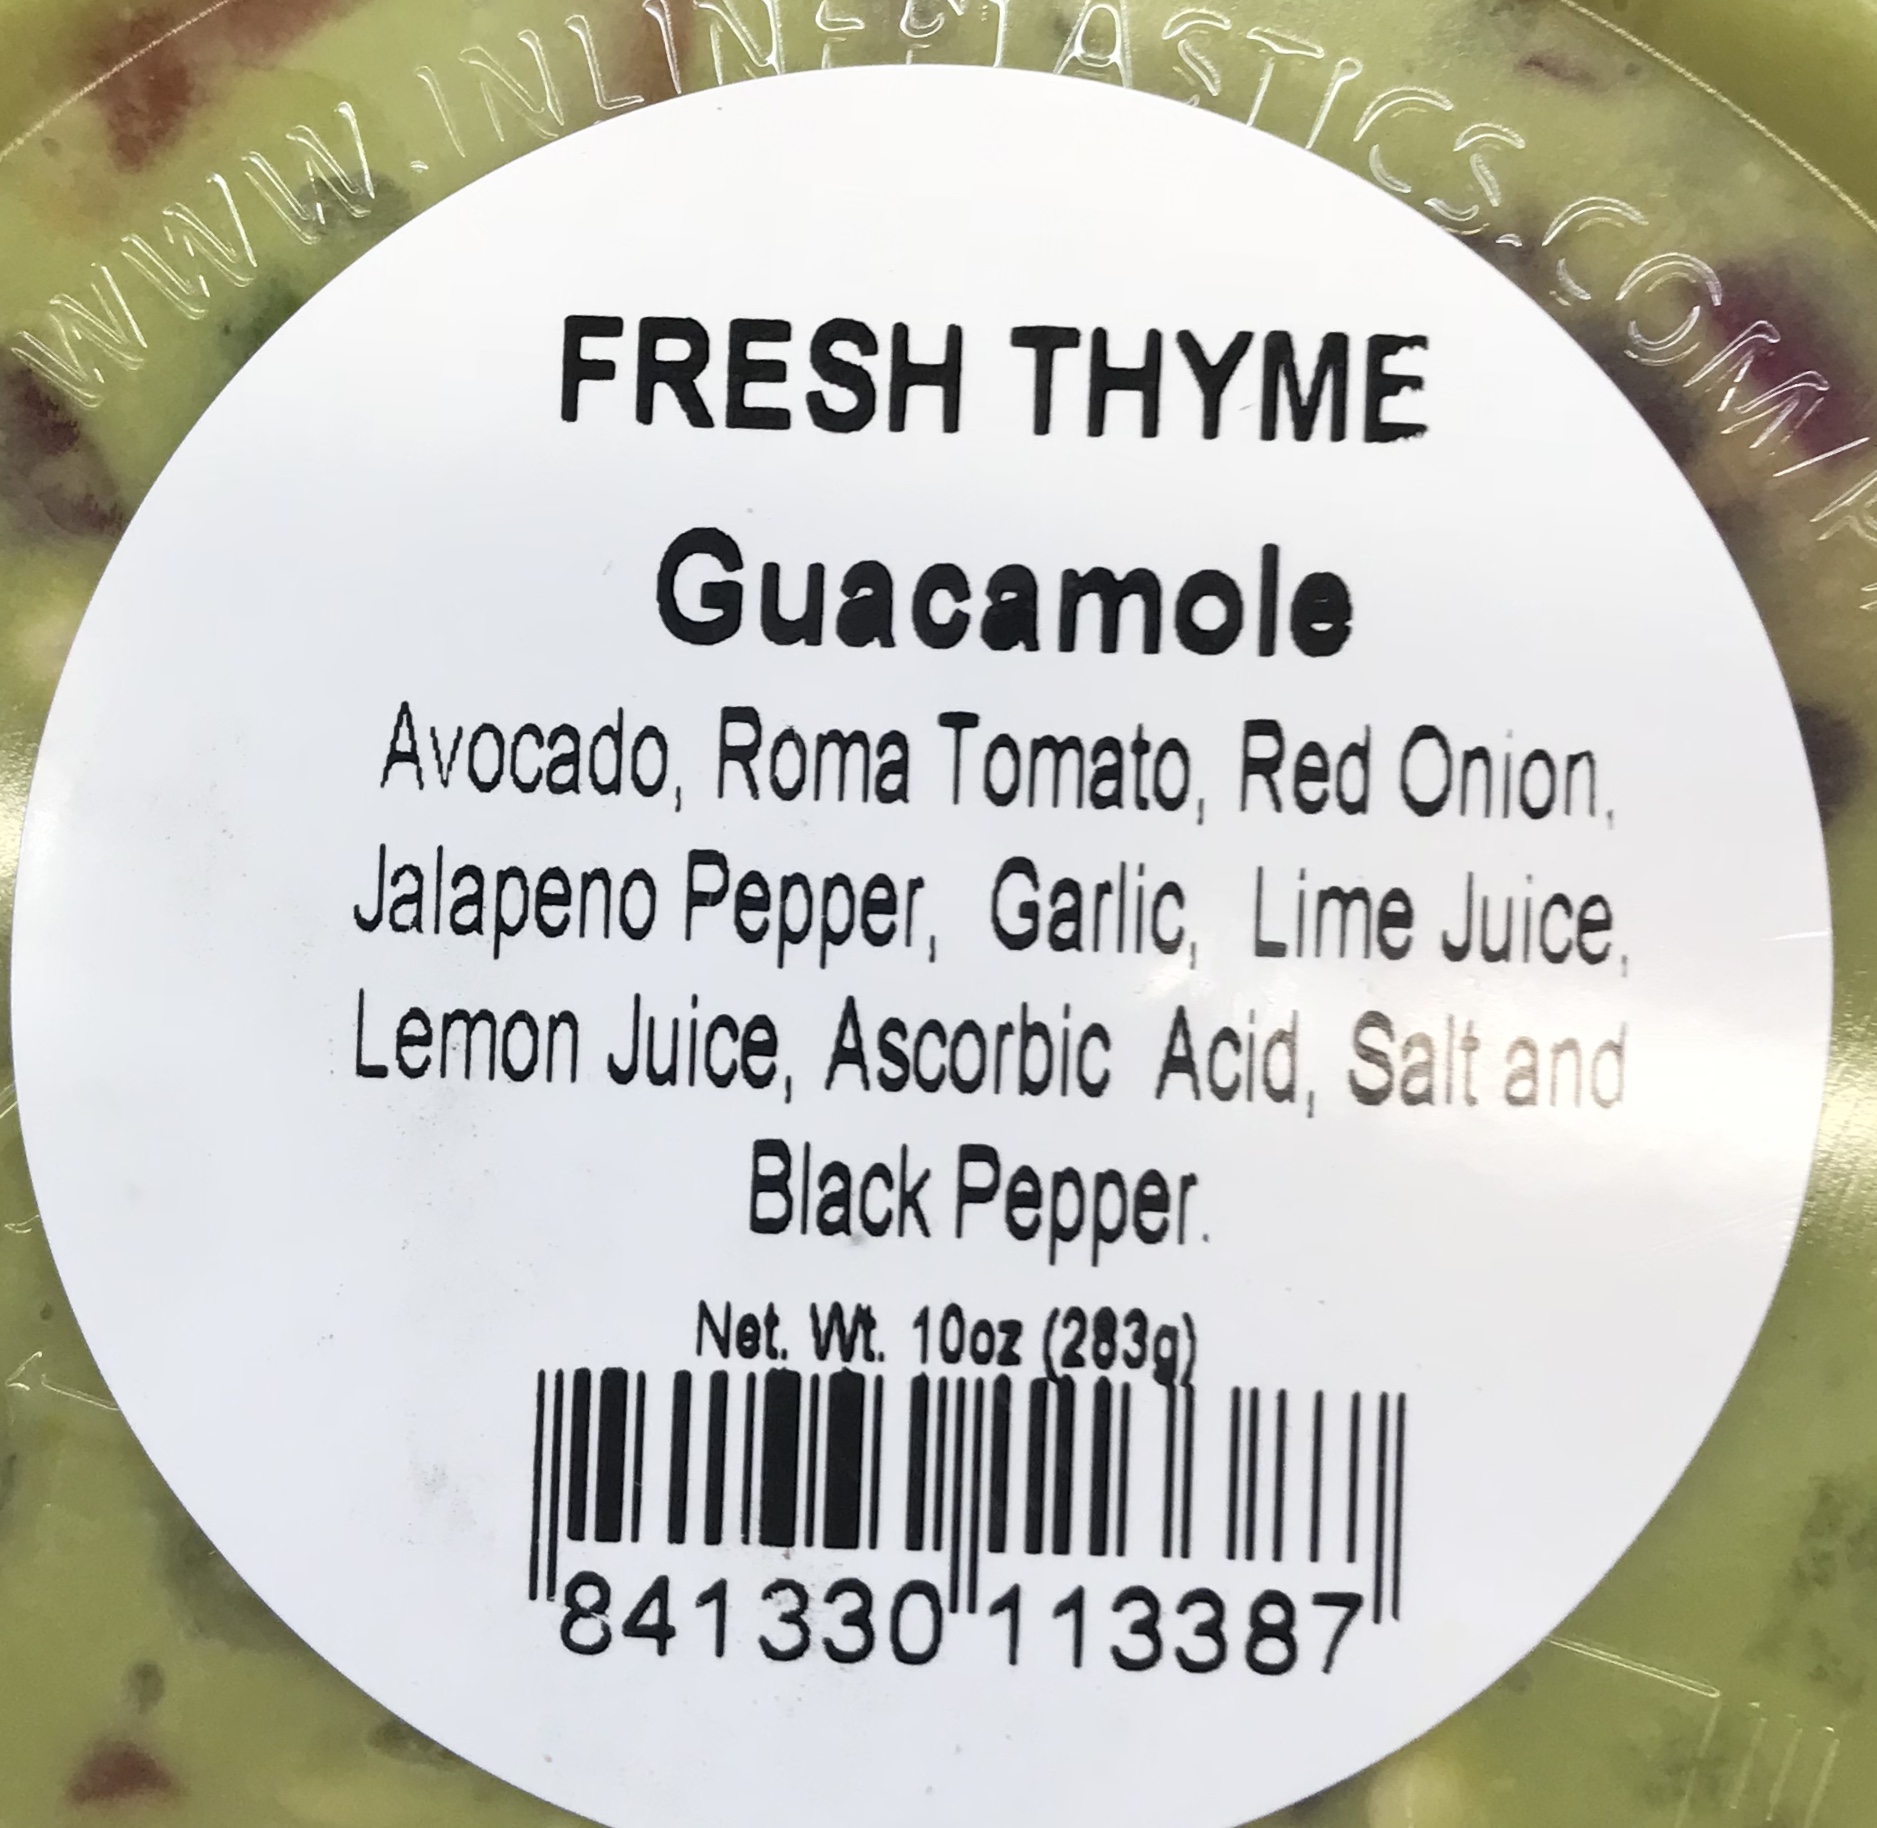 WWW.INLINEPLASTICS.COM
FRESH THYME
Guacamole
Avocado, Roma Tomato, Red Onion,
Jalapeno Pepper, Garlic, Lime Juice,
Lemon Juice, Ascorbic Acid, Salt and
Black Pepper.
Net. Wt. 10oz (283g)
841330 113387